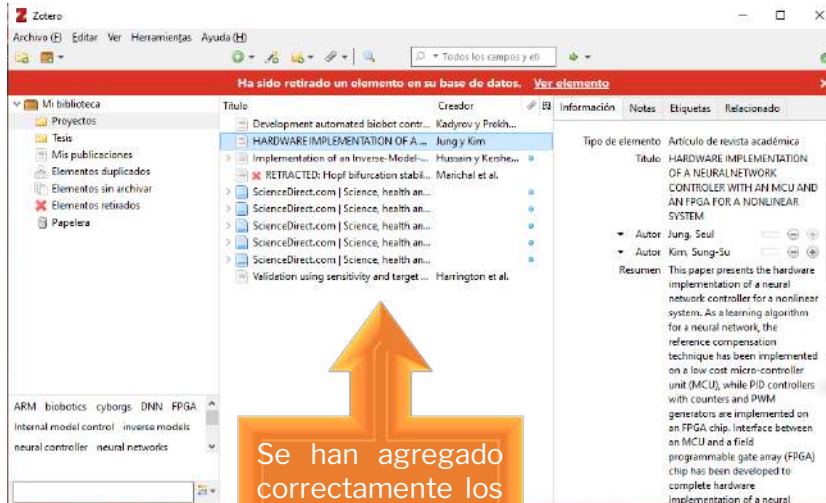 Zotero
Archivo (F) Editar Ver Herramientas Ayuda (H)
Todos los campos y eti
Ha sido retirado un elemento en su base de datos. Ver elemento
Mi biblioteca
Proyectos
Tesis
Mis publicaciones
Elementos duplicados
Elementos sin archivar
Elementos retirados
Papelera
Título Creador
Development automated biobot contr... Kadyrov y Prokh...
HARDWARE IMPLEMENTATION OF A ... Jung y Kim
Implementation of an Inverse-Model-... Hussain y Kershe...
RETRACTED: Hopf bifurcation stabil... Marichal et al.
ScienceDirect.com | Science, health an...
ScienceDirect.com | Science, health an...
ScienceDirect.com | Science, health an...
ScienceDirect.com | Science, health an...
ScienceDirect.com | Science, health an...
Validation using sensitivity and target ... Harrington et al.
Información Notas Etiquetas Relacionado
Tipo de elemento Artículo de revista académica
Título HARDWARE IMPLEMENTATION
OF A NEURALNETWORK
CONTROLER WITH AN MCU AND
AN FPGA FOR A NONLINEAR
SYSTEM
Autor Jung, Seul
Autor Kim, Sung-Su
Resumen This paper presents the hardware
implementation of a neural
network controller for a nonlinear
system. As a learning algorithm
for a neural network, the
reference compensation
technique has been implemented
on a low cost micro-controller
unit (MCU), while PID controllers
with counters and PWM
generators are implemented on
an FPGA chip. Interface between
an MCU and a field
programmable gate array (FPGA)
chip has been developed to
complete hardware
implementation of a neural
ARM biobotics cyborgs DNN FPGA
Internal model control inverse models
neural controller neural networks
Se han agregado
correctamente los